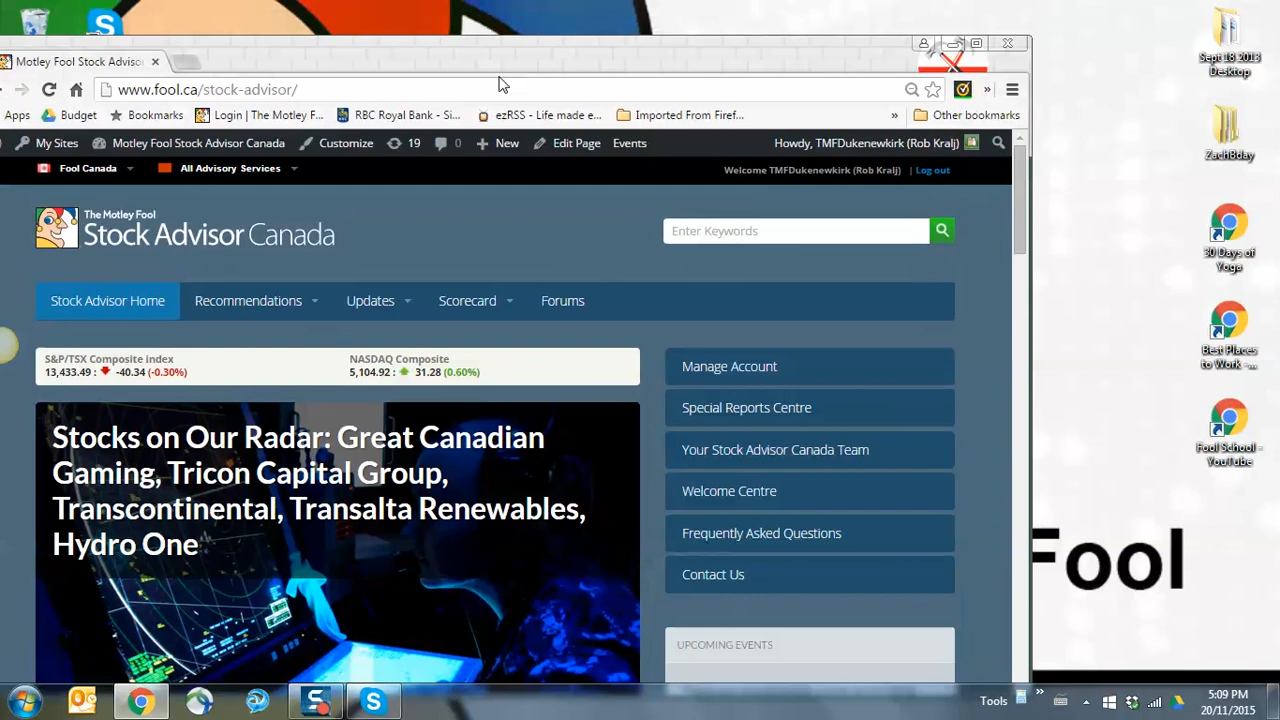 Sept 18 2013
Desktop
Motley Fool Stock Adviso
www.fool.ca/stock-advisor/
Apps Budget Bookmarks Login | The Motley F... RBC Royal Bank - Si... ezRSS - Life made e... Imported From Firef... » Other bookmarks
My Sites Motley Fool Stock Advisor Canada Customize 19 0 New Edit Page Events Howdy, TMFDukenewkirk (Rob Kralj)
ZachBday
Fool Canada All Advisory Services Welcome TMFDukenewkirk (Rob Kralj) | Log out
The Motley Fool
Stock Advisor Canada
Enter Keywords
30 Days of
Yoga
Stock Advisor Home Recommendations Updates Scorecard Forums
S&P/TSX Composite index NASDAQ Composite
13,433.49 : -40.34 (-0.30%) 5,104.92 : 31.28 (0.60%)
Manage Account
Best Places
to Work -...
Special Reports Centre
Stocks on Our Radar: Great Canadian
Gaming, Tricon Capital Group,
Transcontinental, Transalta Renewables,
Hydro One
Your Stock Advisor Canada Team
Fool School -
YouTube
Welcome Centre
Frequently Asked Questions
Contact Us
Fool
UPCOMING EVENTS
Tools » 5:09 PM
20/11/2015